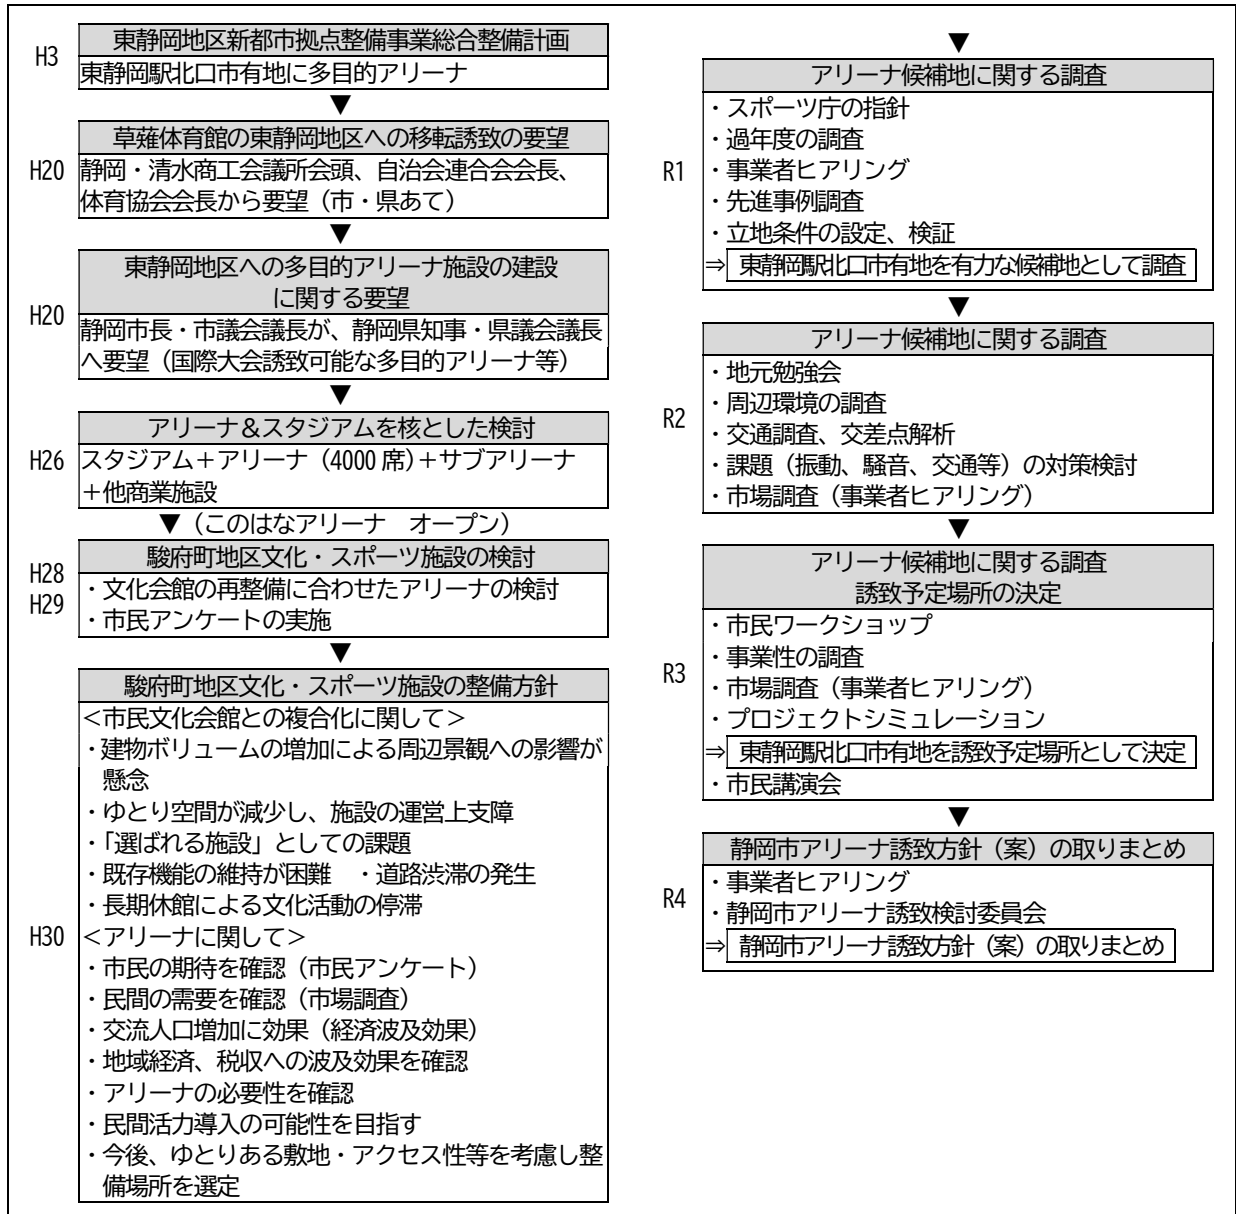 H3
東静岡地区新都市拠点整備事業総合整備計画
東静岡駅北口市有地に多目的アリーナ
▼
草薙体育館の東静岡地区への移転誘致の要望
H20
静岡・清水商工会議所会頭、自治会連合会会長、
体育協会会長から要望（市・県あて）
▼
東静岡地区への多目的アリーナ施設の建設
に関する要望
H20
静岡市長・市議会議長が、静岡県知事・県議会議長
へ要望（国際大会誘致可能な多目的アリーナ等）
▼
アリーナ＆スタジアムを核とした検討
H26
スタジアム＋アリーナ（4000席）＋サブアリーナ
＋他商業施設
▼（このはなアリーナ　オープン）
駿府町地区文化・スポーツ施設の検討
H28
H29
・文化会館の再整備に合わせたアリーナの検討
・市民アンケートの実施
▼
駿府町地区文化・スポーツ施設の整備方針
H30
＜市民文化会館との複合化に関して＞
・建物ボリュームの増加による周辺景観への影響が
懸念
・ゆとり空間が減少し、施設の運営上支障
・「選ばれる施設」としての課題
・既存機能の維持が困難　・道路渋滞の発生
・長期休館による文化活動の停滞
＜アリーナに関して＞
・市民の期待を確認（市民アンケート）
・民間の需要を確認（市場調査）
・交流人口増加に効果（経済波及効果）
・地域経済、税収への波及効果を確認
・アリーナの必要性を確認
・民間活力導入の可能性を目指す
・今後、ゆとりある敷地・アクセス性等を考慮し整
備場所を選定
▼
アリーナ候補地に関する調査
R1
・スポーツ庁の指針
・過年度の調査
・事業者ヒアリング
・先進事例調査
・立地条件の設定、検証
⇒東静岡駅北口市有地を有力な候補地として調査
▼
アリーナ候補地に関する調査
R2
・地元勉強会
・周辺環境の調査
・交通調査、交差点解析
・課題（振動、騒音、交通等）の対策検討
・市場調査（事業者ヒアリング）
▼
アリーナ候補地に関する調査
誘致予定場所の決定
R3
・市民ワークショップ
・事業性の調査
・市場調査（事業者ヒアリング）
・プロジェクトシミュレーション
⇒東静岡駅北口市有地を誘致予定場所として決定
・市民講演会
▼
静岡市アリーナ誘致方針（案）の取りまとめ
R4
・事業者ヒアリング
・静岡市アリーナ誘致検討委員会
⇒静岡市アリーナ誘致方針（案）の取りまとめ